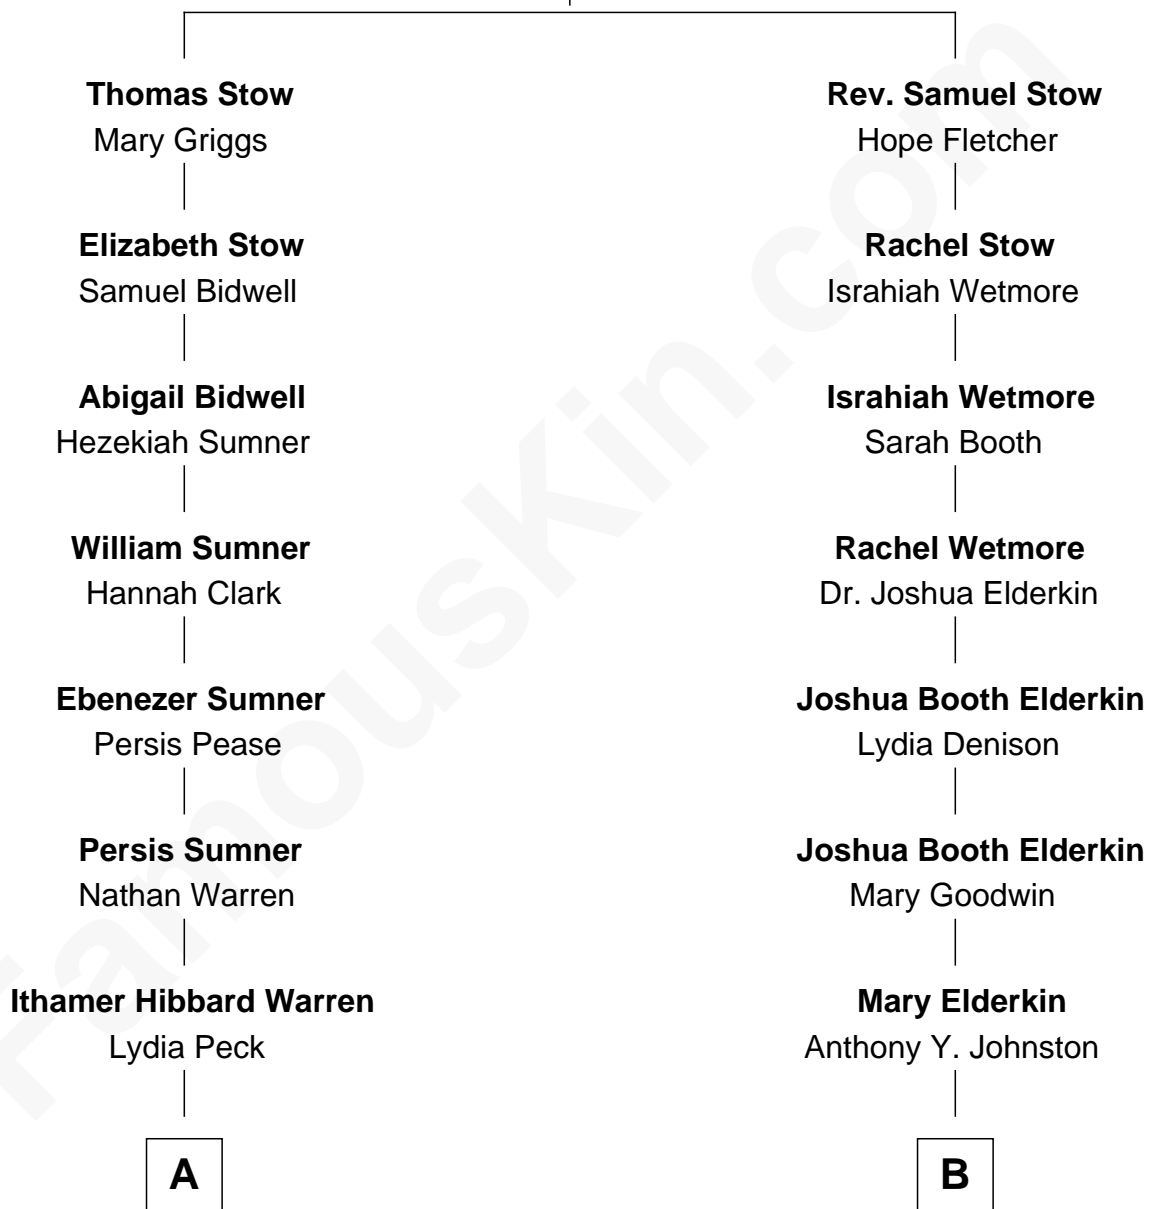 Thomas Stow
Mary Griggs
Rev. Samuel Stow
Hope Fletcher
Elizabeth Stow
Samuel Bidwell
Rachel Stow
Israhiah Wetmore
Abigail Bidwell
Hezekiah Sumner
Israhiah Wetmore
Sarah Booth
William Sumner
Hannah Clark
Rachel Wetmore
Dr. Joshua Elderkin
Ebenezer Sumner
Persis Pease
Joshua Booth Elderkin
Lydia Denison
Persis Sumner
Nathan Warren
Joshua Booth Elderkin
Mary Goodwin
Ithamer Hibbard Warren
Lydia Peck
Mary Elderkin
Anthony Y. Johnston
A
B
FamousKin.com